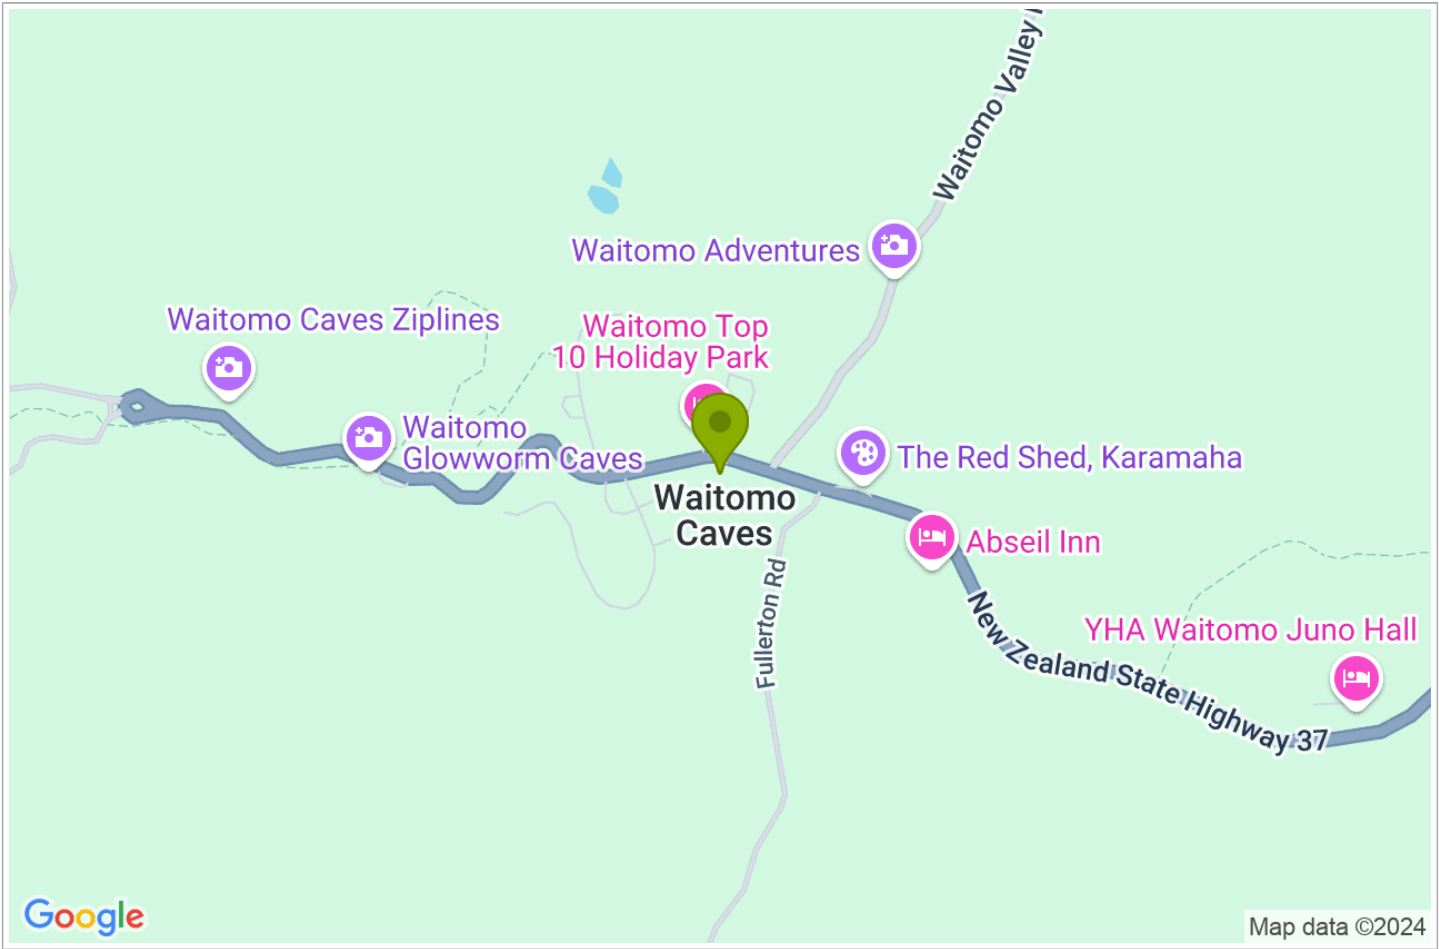 Waitomo Valley
Waitomo Adventures
Waitomo Caves Ziplines
Waitomo Top
10 Holiday Park
Waitomo
Glowworm Caves
The Red Shed, Karamaha
Waitomo
Caves
Abseil Inn
Fullerton Rd
New Zealand State Highway 37
YHA Waitomo Juno Hall
Google
Map data ©2024